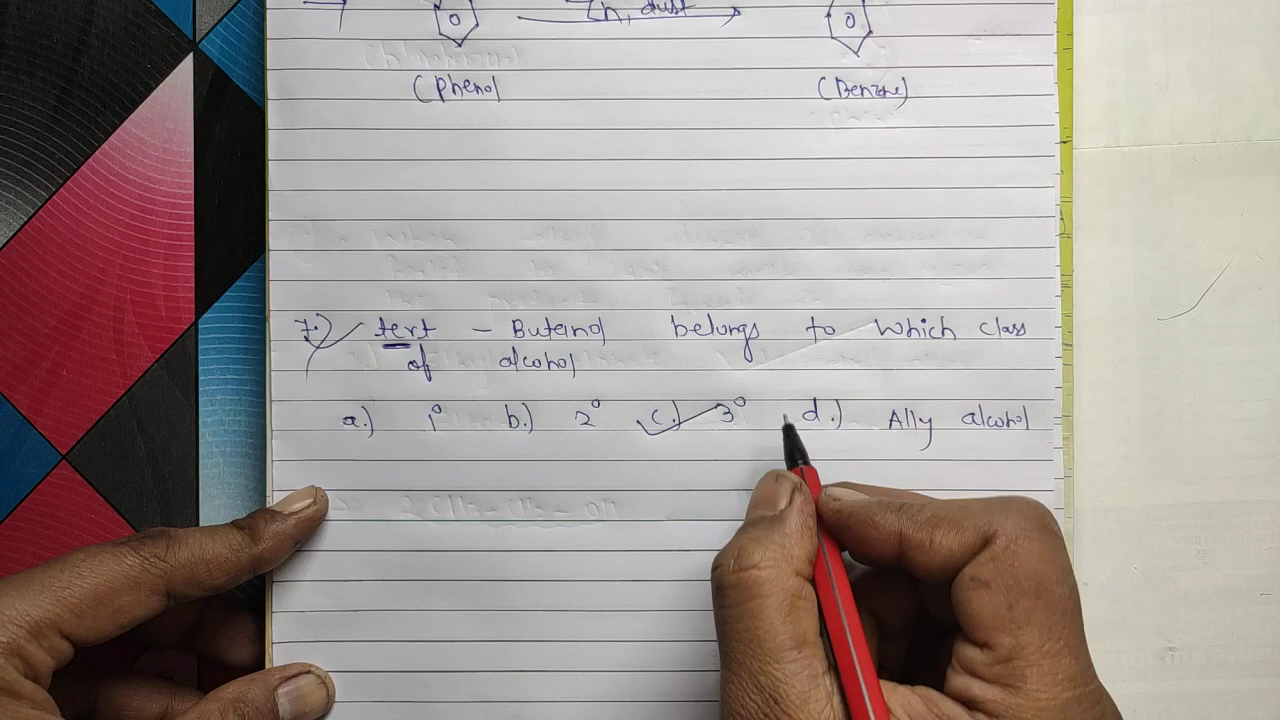 Zn, dust
(Phenol (Benzene)
7.) tert - Butanol belongs to which class
of alcohol
a.) 1° b.) 2° c.) 3° d.) Ally alcohol